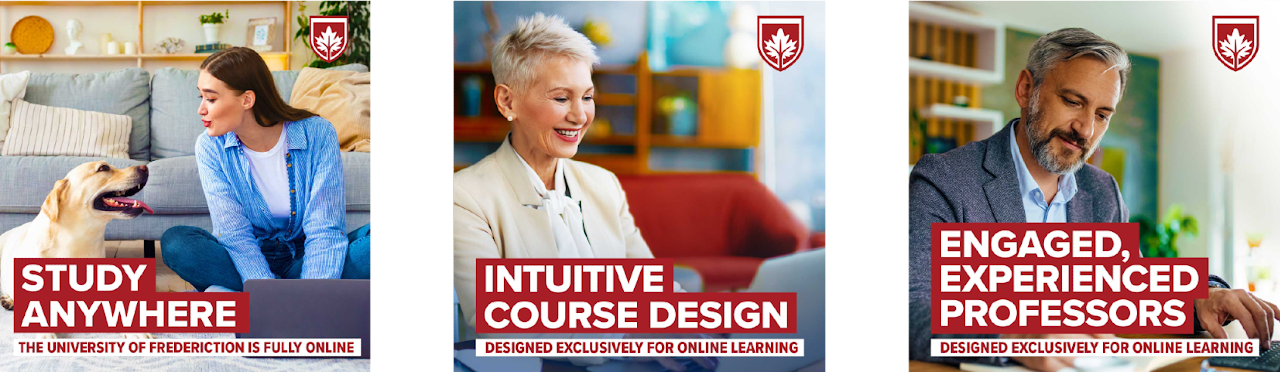 STUDY
ANYWHERE
THE UNIVERSITY OF FREDERICTION IS FULLY ONLINE
INTUITIVE
COURSE DESIGN
DESIGNED EXCLUSIVELY FOR ONLINE LEARNING
ENGAGED,
EXPERIENCED
PROFESSORS
DESIGNED EXCLUSIVELY FOR ONLINE LEARNING